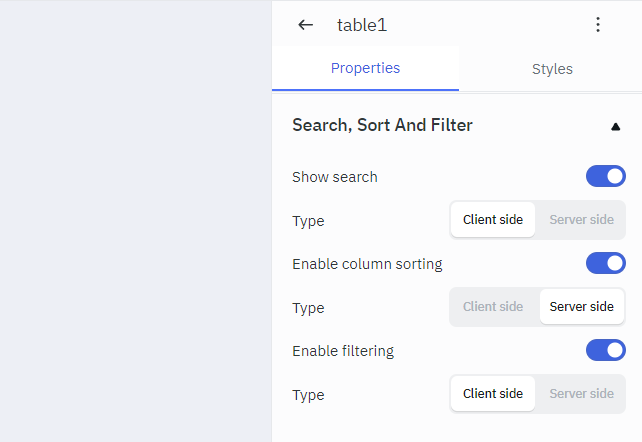 table1
Properties
Styles
Search, Sort And Filter
Show search
Type
Client side
Server side
Enable column sorting
Type
Client side
Server side
Enable filtering
Type
Client side
Server side